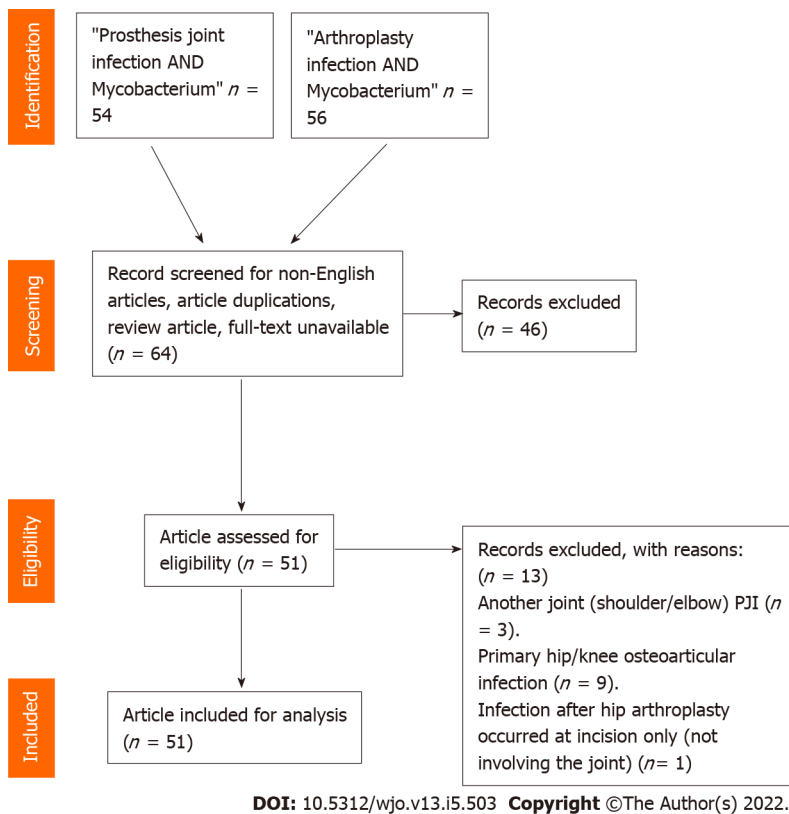 Identification
"Prosthesis joint
infection AND
Mycobacterium" n =
54
"Arthroplasty
infection AND
Mycobacterium" n =
56
Screening
Record screened for non-English
articles, article duplications,
review article, full-text unavailable
(n = 64)
Records excluded
(n = 46)
Eligibility
Article assessed for
eligibility (n = 51)
Records excluded, with reasons:
(n = 13)
Another joint (shoulder/elbow) PJI (n
= 3).
Primary hip/knee osteoarticular
infection (n = 9).
Infection after hip arthroplasty
occurred at incision only (not
involving the joint) (n= 1)
Included
Article included for analysis
(n = 51)
DOI: 10.5312/wjo.v13.i5.503 Copyright ©The Author(s) 2022.